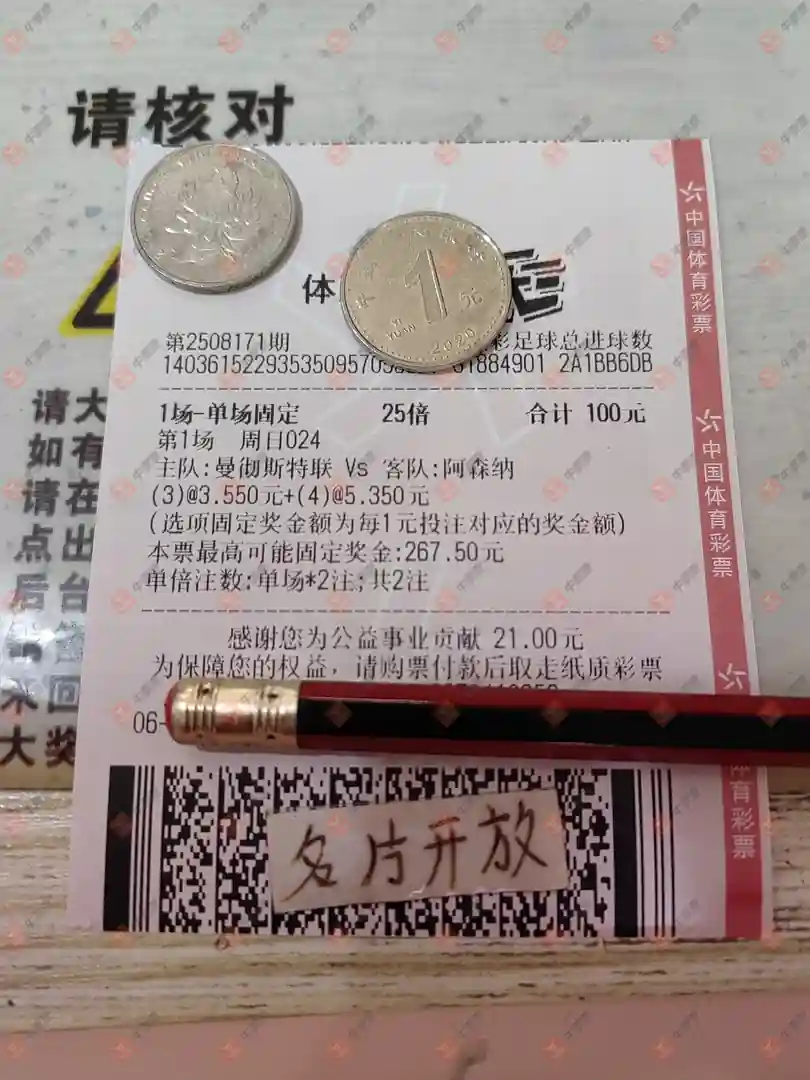 请核对
体
第2508171期
彩足球总进球数
14036152293535095705
61884901 2A1BB6DB
1场-单场固定 25倍 合计 100元
第1场 周日024
主队:曼彻斯特联 Vs 客队:阿森纳
(3)@3.550元+(4)@5.350元
(选项固定奖金额为每1元投注对应的奖金额)
本票最高可能固定奖金:267.50元
单倍注数:单场*2注;共2注
感谢您为公益事业贡献 21.00元
为保障您的权益, 请购票付款后取走纸质彩票
06-
名片开放
1
元
YI
YUAN
2020
中国体育彩票
中国体育彩票
体育彩票
请大
如有
请在
点出
后台
回
大奖